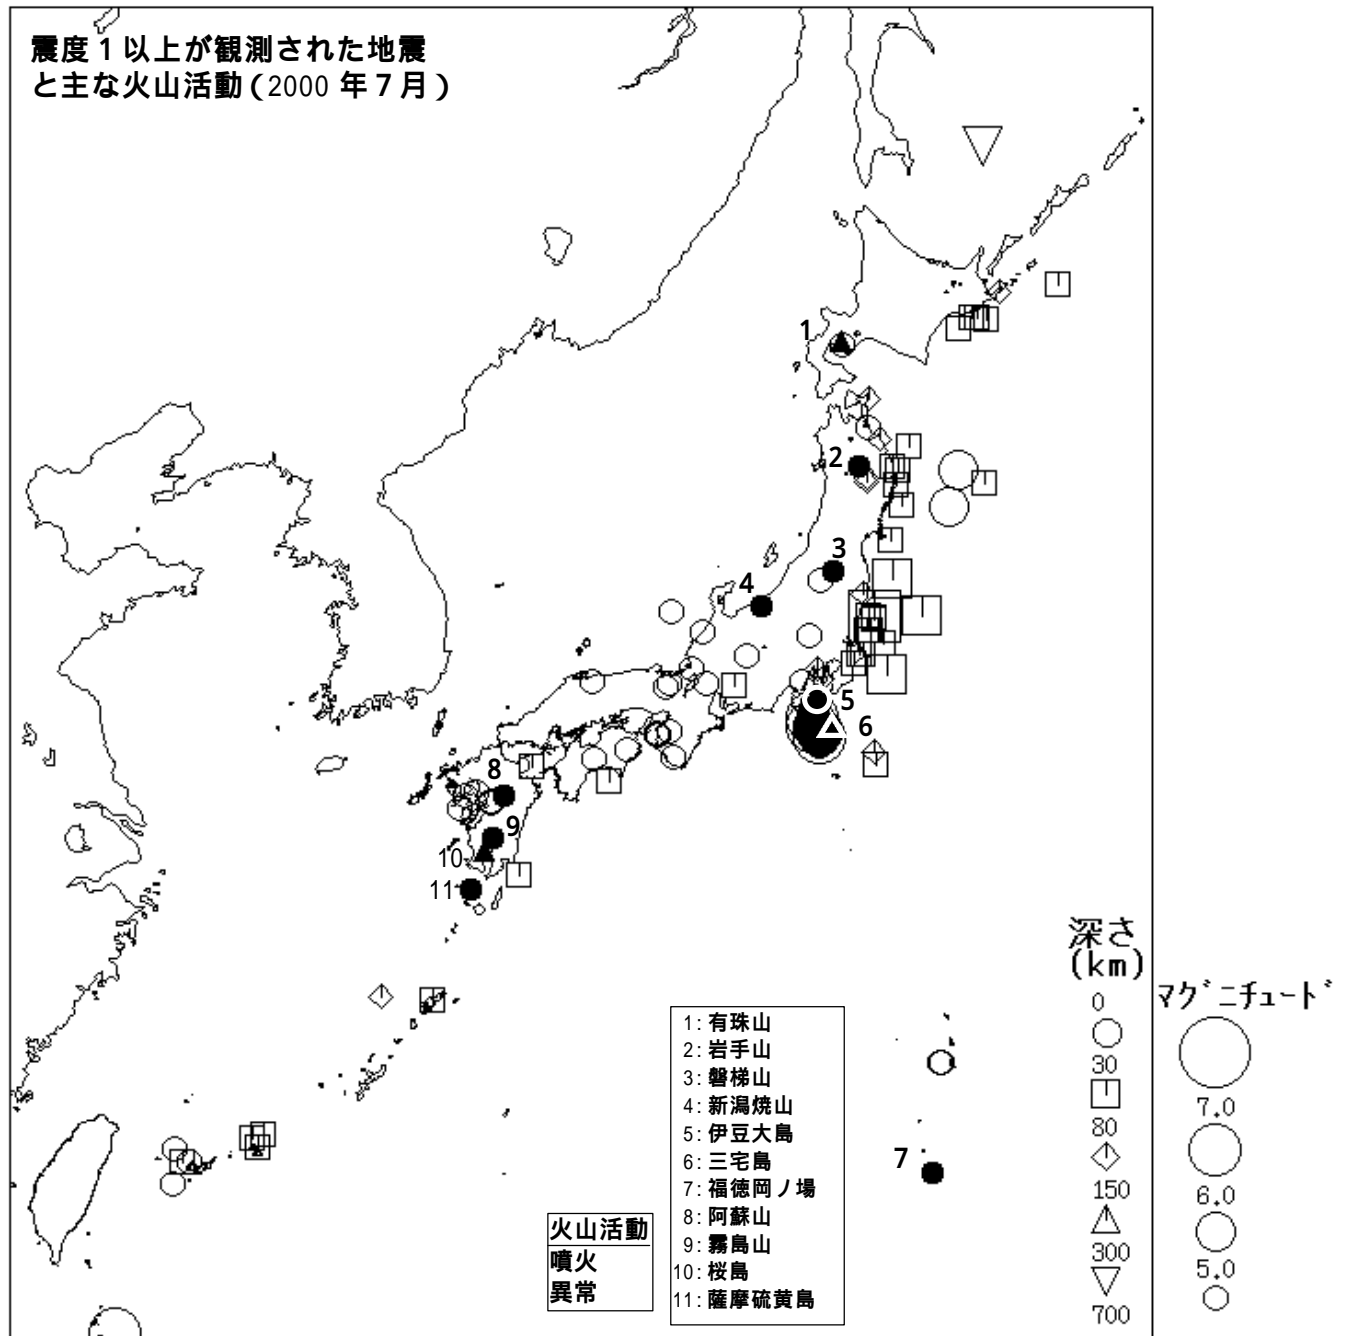 震度１以上が観測された地震
と主な火山活動(2000 年７月)
1
2
3
4
5
6
8
9
10
11
7
深さ
(km)
0
30
80
150
300
700
マグニチュード
7.0
6.0
5.0
火山活動
噴火
異常
1:有珠山
2:岩手山
3:磐梯山
4:新潟焼山
5:伊豆大島
6:三宅島
7:福徳岡ノ場
8:阿蘇山
9:霧島山
10:桜島
11:薩摩硫黄島